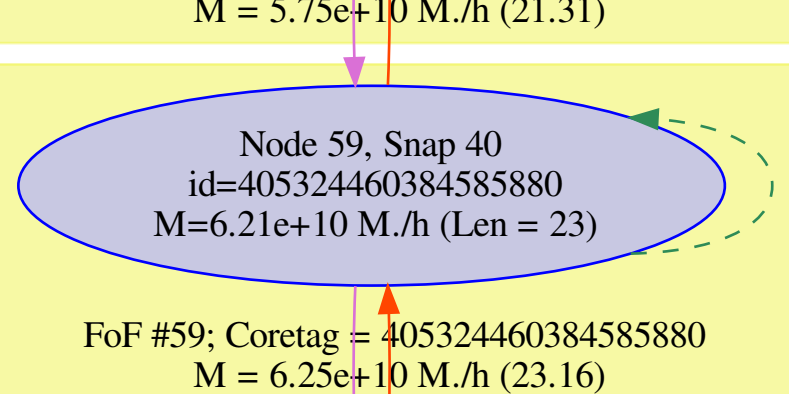 M = 5.75e+10 M./h (21.31)
Node 59, Snap 40
id=405324460384585880
M=6.21e+10 M./h (Len = 23)
FoF #59; Coretag = 405324460384585880
M = 6.25e+10 M./h (23.16)